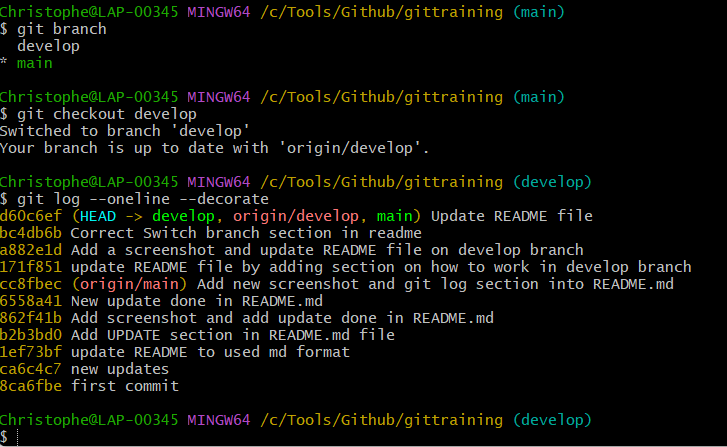 Christophe@LAP-00345 MINGW64 /c/Tools/Github/gittraining (main)
$ git branch
  develop
* main
Christophe@LAP-00345 MINGW64 /c/Tools/Github/gittraining (main)
$ git checkout develop
Switched to branch 'develop'
Your branch is up to date with 'origin/develop'.
Christophe@LAP-00345 MINGW64 /c/Tools/Github/gittraining (develop)
$ git log --oneline --decorate
d60c6ef (HEAD -> develop, origin/develop, main) Update README file
bc4db6b Correct Switch branch section in readme
a882e1d Add a screenshot and update README file on develop branch
171f851 update README file by adding section on how to work in develop branch
cc8fbec (origin/main) Add new screenshot and git log section into README.md
6558a41 New update done in README.md
862f41b Add screenshot and add update done in README.md
b2b3bd0 Add UPDATE section in README.md file
1ef73bf update README to used md format
ca6c4c7 new updates
8ca6fbe first commit
Christophe@LAP-00345 MINGW64 /c/Tools/Github/gittraining (develop)
$